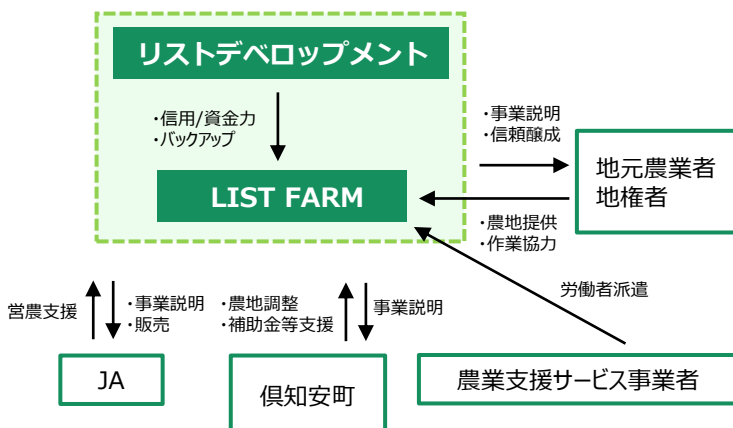 リストデベロップメント
・信用/資金力
・バックアップ
LIST FARM
・事業説明
・信頼醸成
地元農業者
地権者
・農地提供
・作業協力
労働者派遣
営農支援
・事業説明
・販売
・農地調整
・補助金等支援
事業説明
JA
倶知安町
農業支援サービス事業者